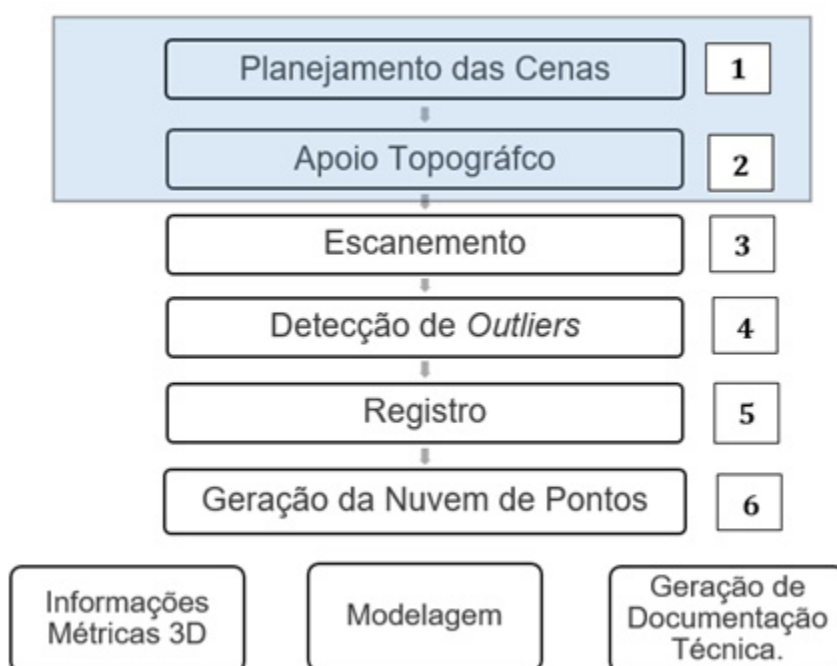 Planejamento das Cenas
1
Apoio Topográfco
2
Escanemento
3
Detecção de Outliers
4
Registro
5
Geração da Nuvem de Pontos
6
Informações
Métricas 3D
Modelagem
Geração de
Documentação
Técnica.